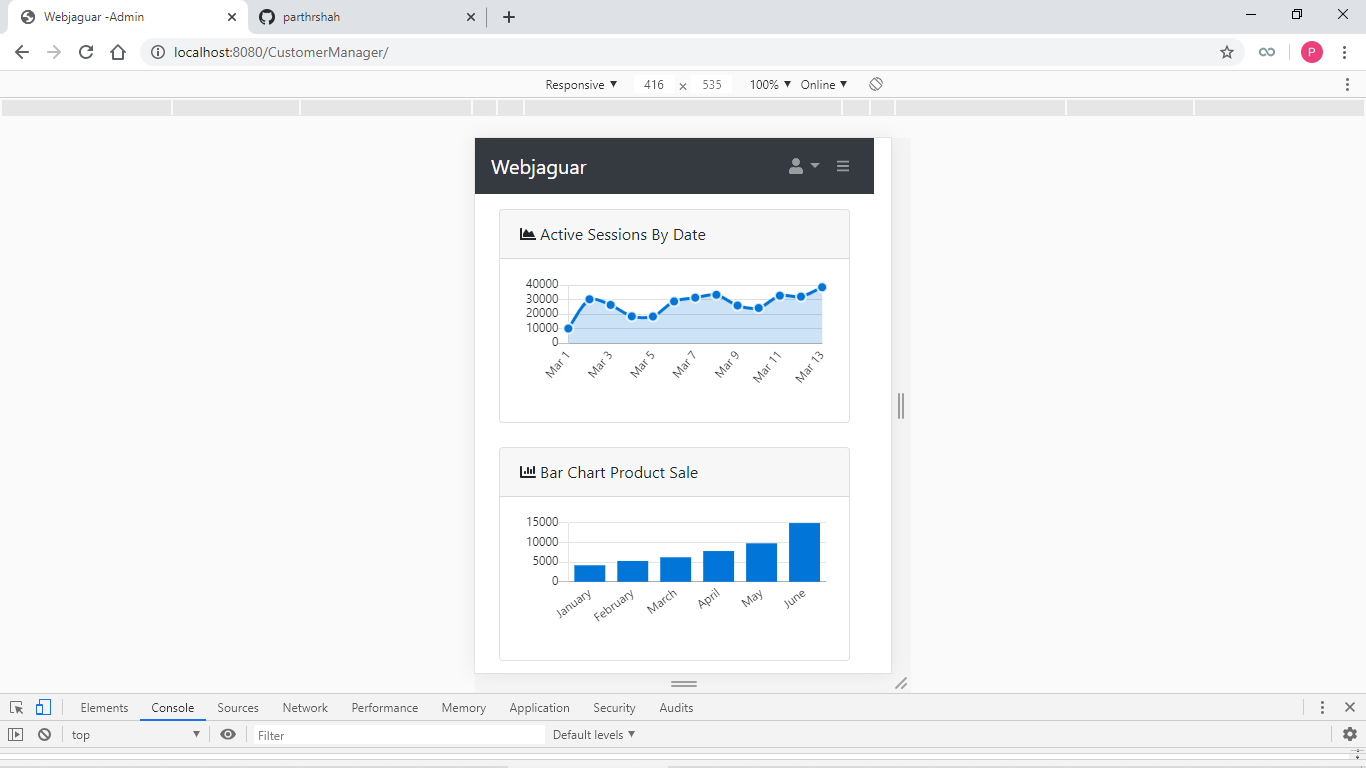 Webjaguar -Admin
parthrshah
localhost:8080/CustomerManager/
P
Responsive 416 × 535 100% Online
Webjaguar
Active Sessions By Date
40000
30000
20000
10000
0
Mar 1 Mar 3 Mar 5 Mar 7 Mar 9 Mar 11 Mar 13
Bar Chart Product Sale
15000
10000
5000
0
January February March April May June
Elements Console Sources Network Performance Memory Application Security Audits
top Filter Default levels